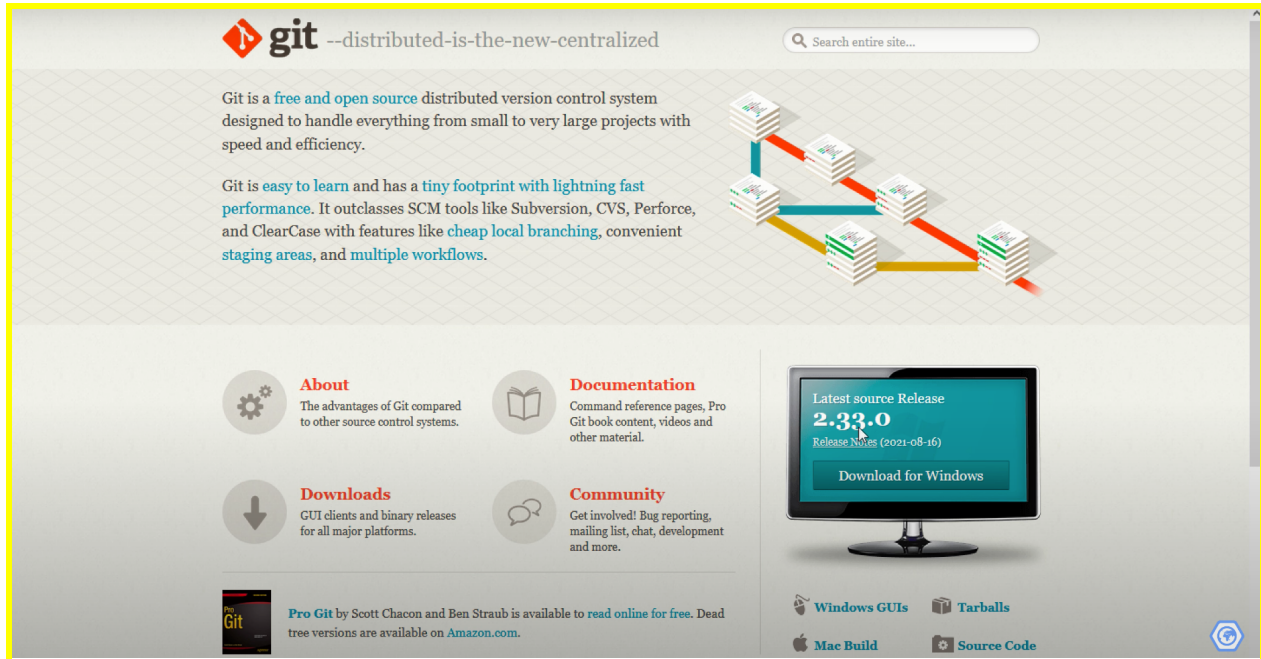 git --distributed-is-the-new-centralized
Search entire site...
Git is a free and open source distributed version control system
designed to handle everything from small to very large projects with
speed and efficiency.
Git is easy to learn and has a tiny footprint with lightning fast
performance. It outclasses SCM tools like Subversion, CVS, Perforce,
and ClearCase with features like cheap local branching, convenient
staging areas, and multiple workflows.
About
The advantages of Git compared
to other source control systems.
Documentation
Command reference pages, Pro
Git book content, videos and
other material.
Downloads
GUI clients and binary releases
for all major platforms.
Community
Get involved! Bug reporting,
mailing list, chat, development
and more.
Pro
Git
Pro Git by Scott Chacon and Ben Straub is available to read online for free. Dead
tree versions are available on Amazon.com.
Latest source Release
2.33.0
Release Notes (2021-08-16)
Download for Windows
Windows GUIs
Tarballs
Mac Build
Source Code